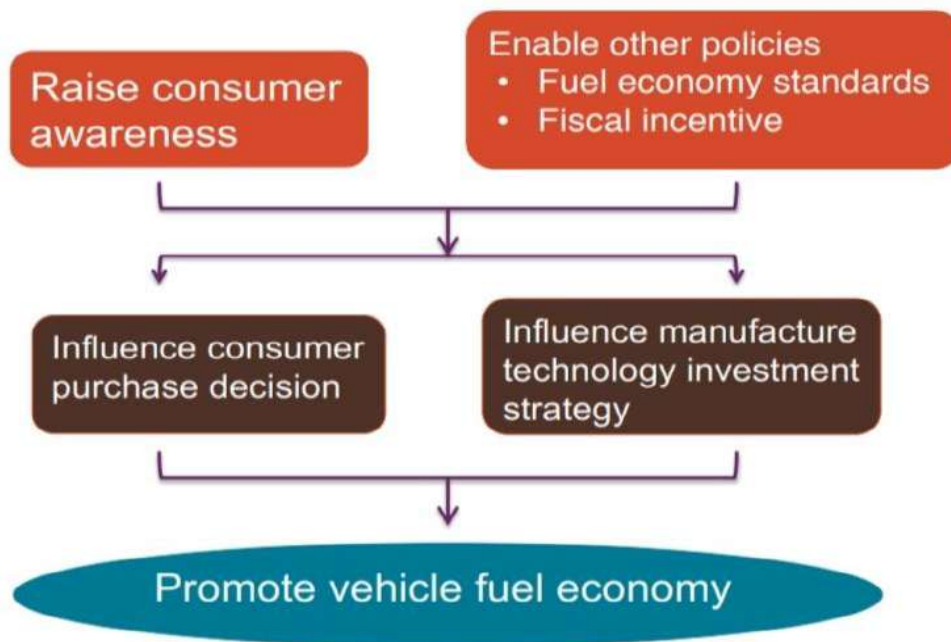 Raise consumer
awareness
Enable other policies
• Fuel economy standards
• Fiscal incentive
Influence consumer
purchase decision
Influence manufacture
technology investment
strategy
Promote vehicle fuel economy